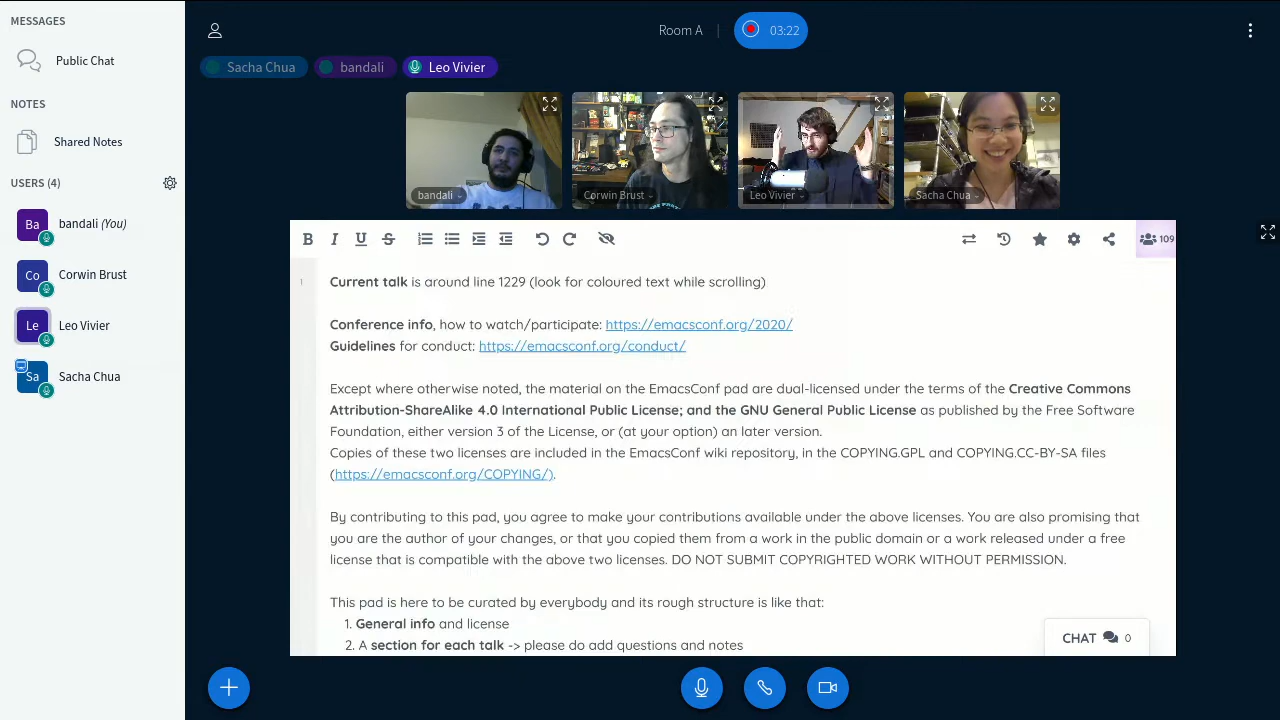 MESSAGES
Public Chat
NOTES
Shared Notes
USERS (4)
Ba bandali (You)
Co Corwin Brust
Le Leo Vivier
Sa Sacha Chua
Room A | 03:22
Sacha Chua bandali Leo Vivier
bandali Corwin Brust Leo Vivier Sacha Chua
B I U S 109
1 Current talk is around line 1229 (look for coloured text while scrolling)
Conference info, how to watch/participate: https://emacsconf.org/2020/
Guidelines for conduct: https://emacsconf.org/conduct/
Except where otherwise noted, the material on the EmacsConf pad are dual-licensed under the terms of the Creative Commons
Attribution-ShareAlike 4.0 International Public License; and the GNU General Public License as published by the Free Software
Foundation, either version 3 of the License, or (at your option) an later version.
Copies of these two licenses are included in the EmacsConf wiki repository, in the COPYING.GPL and COPYING.CC-BY-SA files
(https://emacsconf.org/COPYING/).
By contributing to this pad, you agree to make your contributions available under the above licenses. You are also promising that
you are the author of your changes, or that you copied them from a work in the public domain or a work released under a free
license that is compatible with the above two licenses. DO NOT SUBMIT COPYRIGHTED WORK WITHOUT PERMISSION.
This pad is here to be curated by everybody and its rough structure is like that:
1. General info and license
2. A section for each talk -> please do add questions and notes
CHAT 0